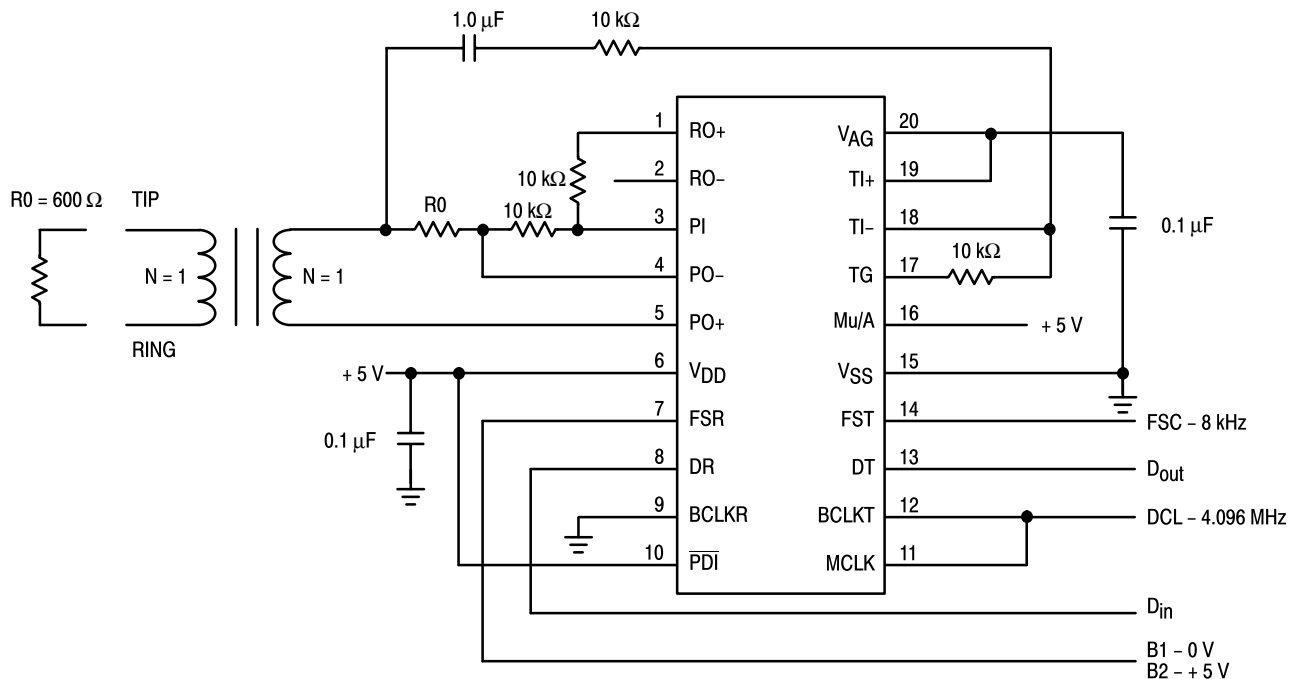 1.0 μF
10 kΩ
1
RO+
VAG
20
2
RO–
TI+
19
10 kΩ
R0 = 600 Ω
TIP
R0
10 kΩ
3
PI
TI–
18
0.1 μF
10 kΩ
N = 1
N = 1
4
PO–
TG
17
5
PO+
Mu/A
16
+ 5 V
RING
+ 5 V
6
VDD
VSS
15
7
FSR
FST
14
FSC – 8 kHz
0.1 μF
8
DR
DT
13
Dout
9
BCLKR
BCLKT
12
DCL – 4.096 MHz
10
PDI
MCLK
11
Din
B1 – 0 V
B2 – + 5 V